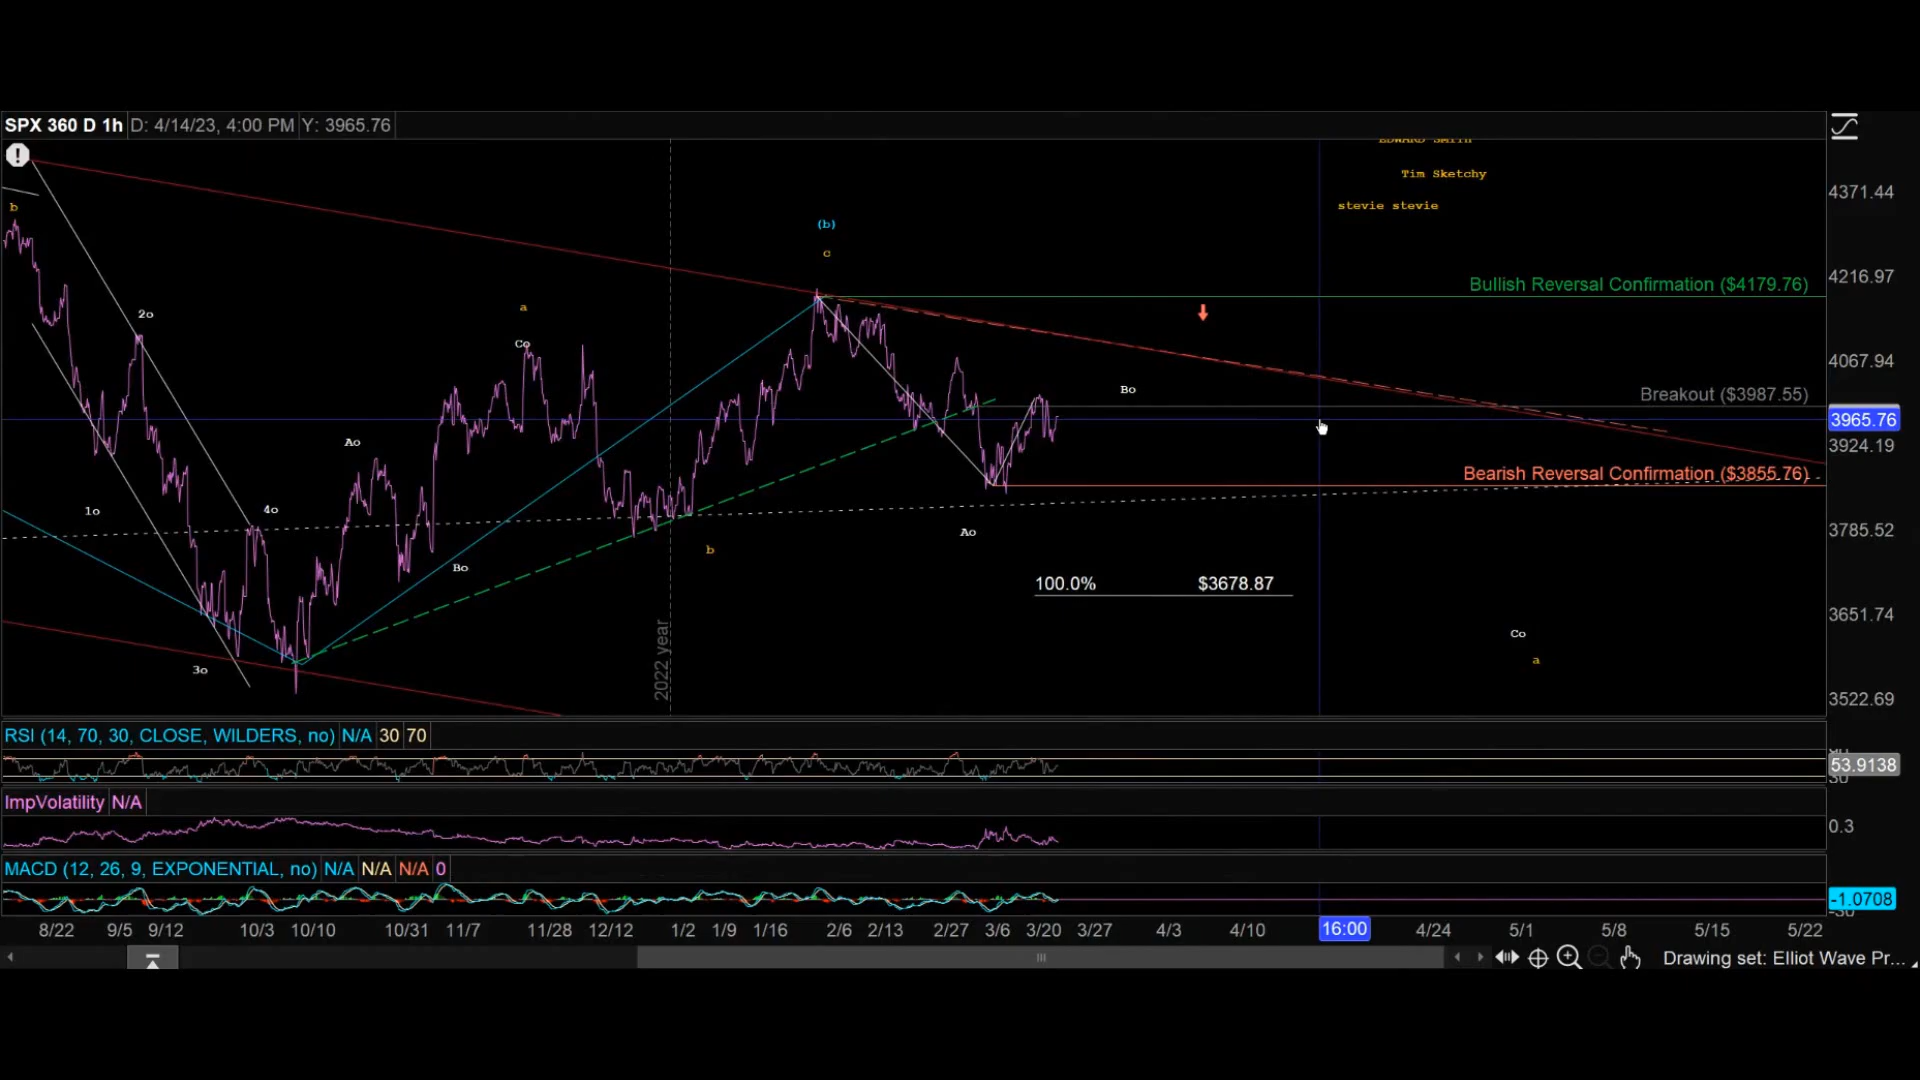 SPX 360 D 1h D: 4/14/23, 4:00 PM Y: 3965.76
Tim Sketchy
stevie stevie
4371.44
b
(b)
c
4216.97
Bullish Reversal Confirmation ($4179.76)
a
2o
Co
4067.94
Bo
Breakout ($3987.55)
3965.76
Ao
3924.19
Bearish Reversal Confirmation ($3855.76)
1o
4o
Ao
3785.52
b
Bo
100.0% $3678.87
3651.74
Co
a
3o
2022 year
3522.69
RSI (14, 70, 30, CLOSE, WILDERS, no) N/A 30 70
53.9138
ImpVolatility N/A
0.3
MACD (12, 26, 9, EXPONENTIAL, no) N/A N/A N/A 0
-1.0708
8/22 9/5 9/12 10/3 10/10 10/31 11/7 11/28 12/12 1/2 1/9 1/16 2/6 2/13 2/27 3/6 3/20 3/27 4/3 4/10 16:00 4/24 5/1 5/8 5/15 5/22
Drawing set: Elliot Wave Pr...